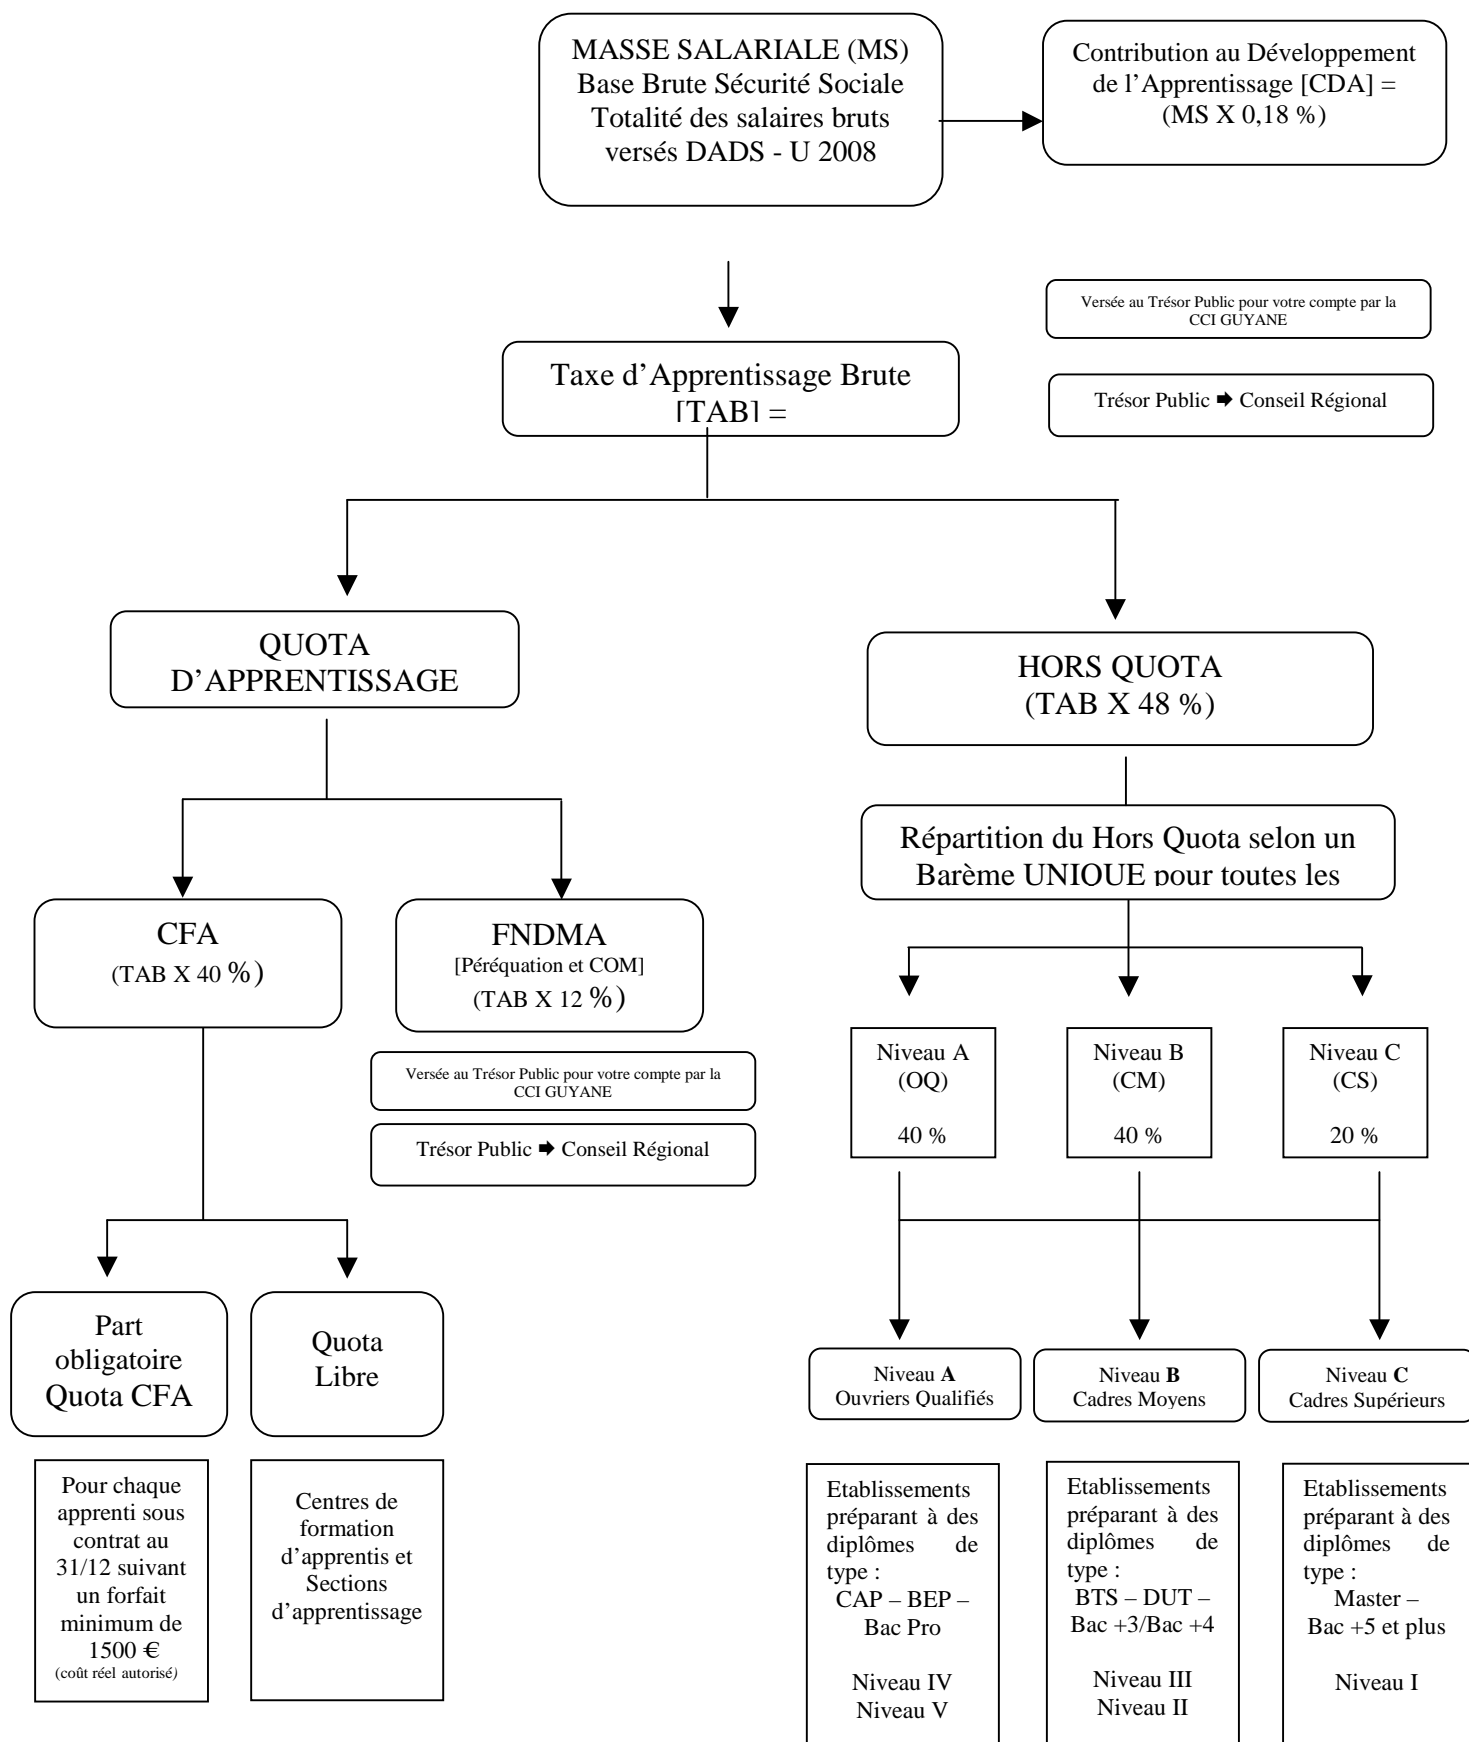 MASSE SALARIALE (MS)
Base Brute Sécurité Sociale
Totalité des salaires bruts
versés DADS - U 2008
Contribution au Développement
de l’Apprentissage [CDA] =
(MS X 0,18 %)
Versée au Trésor Public pour votre compte par la
CCI GUYANE
Trésor Public ➡ Conseil Régional
Taxe d’Apprentissage Brute
[TAB] =
QUOTA
D’APPRENTISSAGE
HORS QUOTA
(TAB X 48 %)
Répartition du Hors Quota selon un
Barème UNIQUE pour toutes les
CFA
(TAB X 40 %)
FNDMA
[Péréquation et COM]
(TAB X 12 %)
Versée au Trésor Public pour votre compte par la
CCI GUYANE
Trésor Public ➡ Conseil Régional
Niveau A
(OQ)
40 %
Niveau B
(CM)
40 %
Niveau C
(CS)
20 %
Part
obligatoire
Quota CFA
Quota
Libre
Niveau A
Ouvriers Qualifiés
Niveau B
Cadres Moyens
Niveau C
Cadres Supérieurs
Pour chaque
apprenti sous
contrat au
31/12 suivant
un forfait
minimum de
1500 €
(coût réel autorisé)
Centres de
formation
d’apprentis et
Sections
d’apprentissage
Etablissements
préparant à des
diplômes de
type :
CAP – BEP –
Bac Pro
Niveau IV
Niveau V
Etablissements
préparant à des
diplômes de
type :
BTS – DUT –
Bac +3/Bac +4
Niveau III
Niveau II
Etablissements
préparant à des
diplômes de
type :
Master –
Bac +5 et plus
Niveau I